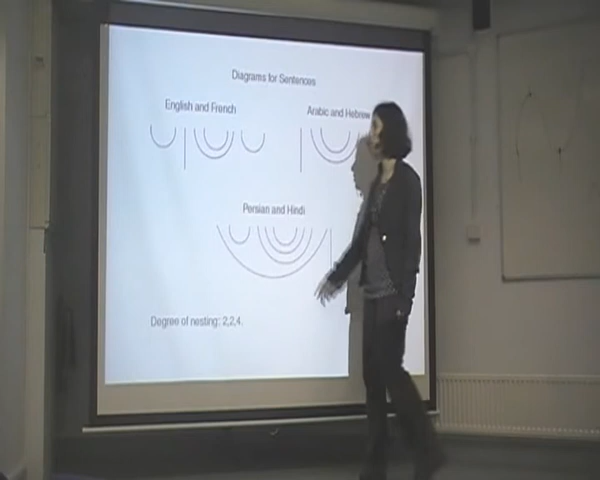 Diagrams for Sentences
English and French
Arabic and Hebrew
Persian and Hindi
Degree of nesting: 2,2,4.